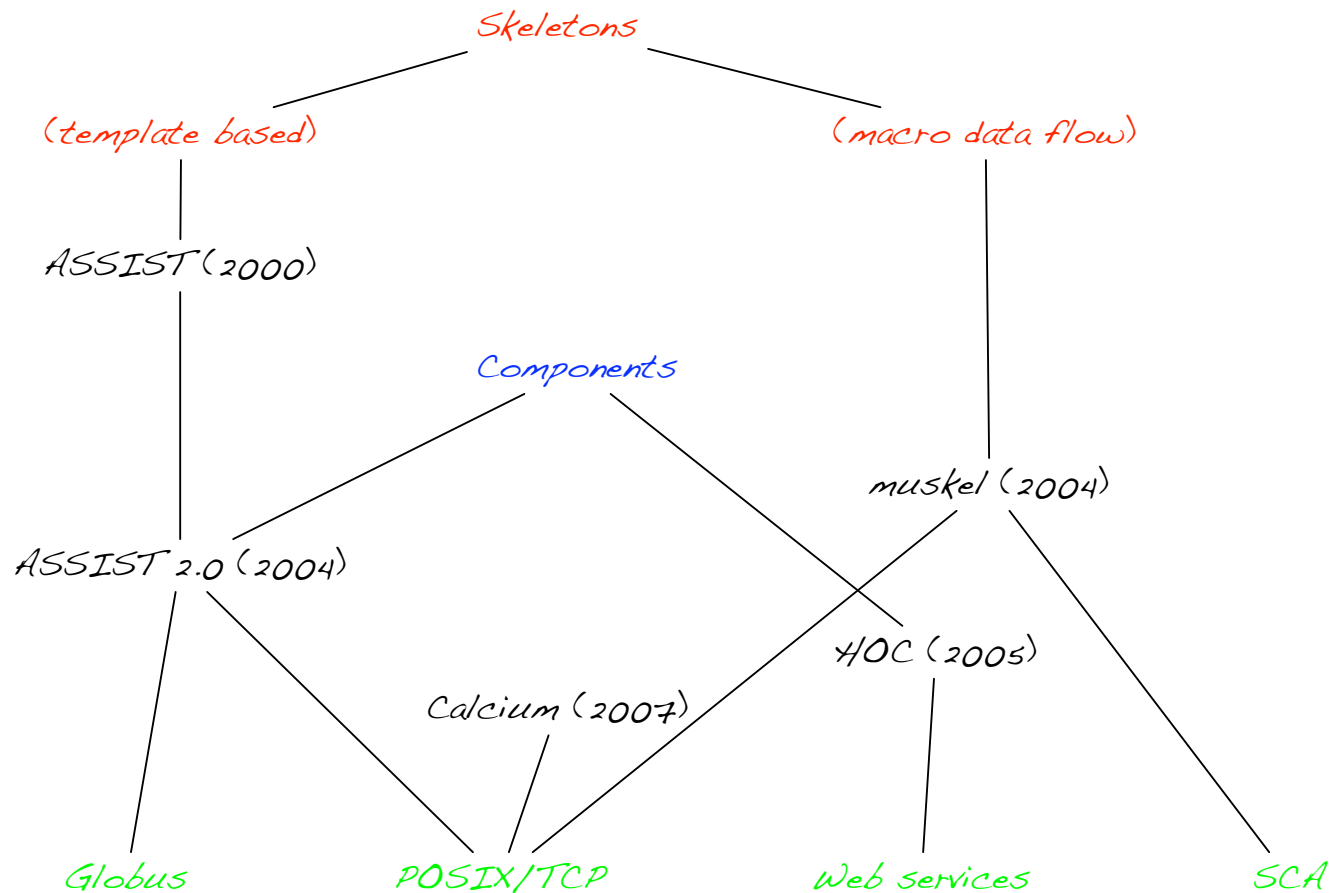 Skeletons
(template based)
(macro data flow)
ASSIST (2000)
Components
muskel (2004)
ASSIST 2.0 (2004)
HOC (2005)
Calcium (2007)
Globus
POSIX/TCP
Web services
SCA